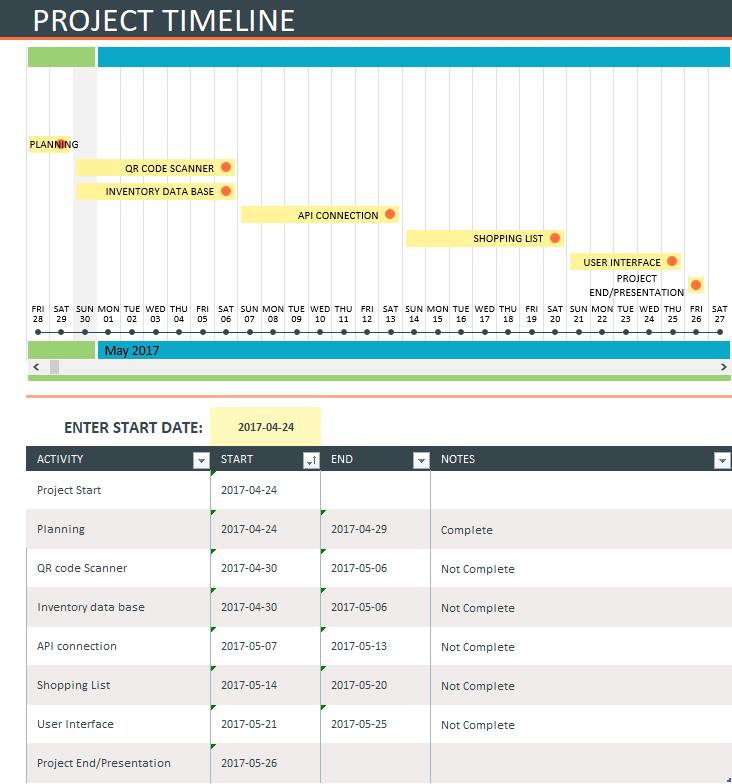 PROJECT TIMELINE
PLANNING
QR CODE SCANNER
INVENTORY DATA BASE
API CONNECTION
SHOPPING LIST
USER INTERFACE
PROJECT
END/PRESENTATION
FRI SAT SUN MON TUE WED THU FRI SAT SUN MON TUE WED THU FRI SAT SUN MON TUE WED THU FRI SAT SUN MON TUE WED THU FRI SAT
28 29 30 01 02 03 04 05 06 07 08 09 10 11 12 13 14 15 16 17 18 19 20 21 22 23 24 25 26 27
May 2017
ENTER START DATE: 2017-04-24
ACTIVITY START END NOTES
Project Start 2017-04-24
Planning 2017-04-24 2017-04-29 Complete
QR code Scanner 2017-04-30 2017-05-06 Not Complete
Inventory data base 2017-04-30 2017-05-06 Not Complete
API connection 2017-05-07 2017-05-13 Not Complete
Shopping List 2017-05-14 2017-05-20 Not Complete
User Interface 2017-05-21 2017-05-25 Not Complete
Project End/Presentation 2017-05-26